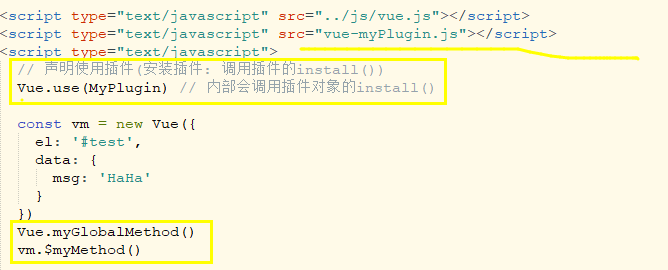 <script type="text/javascript" src="../js/vue.js"></script>
<script type="text/javascript" src="vue-myPlugin.js"></script>
<script type="text/javascript">
// 声明使用插件(安装插件: 调用插件的install())
Vue.use(MyPlugin) // 内部会调用插件对象的install()
const vm = new Vue({
el: '#test',
data: {
msg: 'HaHa'
}
})
Vue.myGlobalMethod()
vm.$myMethod()